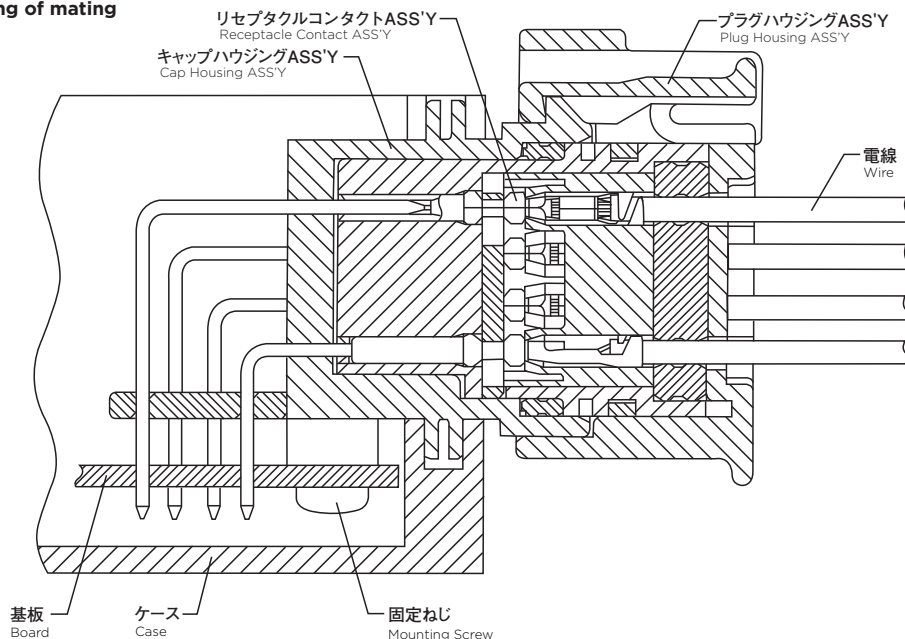 ng of mating
リセプタクルコンタクトASS'Y
Receptacle Contact ASS'Y
プラグハウジングASS'Y
Plug Housing ASS'Y
キャップハウジングASS'Y
Cap Housing ASS'Y
電線
Wire
基板
Board
ケース
Case
固定ねじ
Mounting Screw